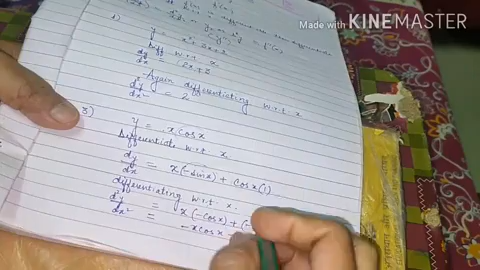 Made with KINEMASTER
1)
y = x² + 2x + 2
Diff w.r.t. x
dy/dx = 2x + 2
Again differentiating w.r.t. x
d²y/dx² = 2
3)
y = x cos x
Differentiate w.r.t. x
dy/dx = x(-sin x) + cos x (1)
differentiating w.r.t. x.
d²y/dx² = x(-cos x) + (-
= -x cos x -